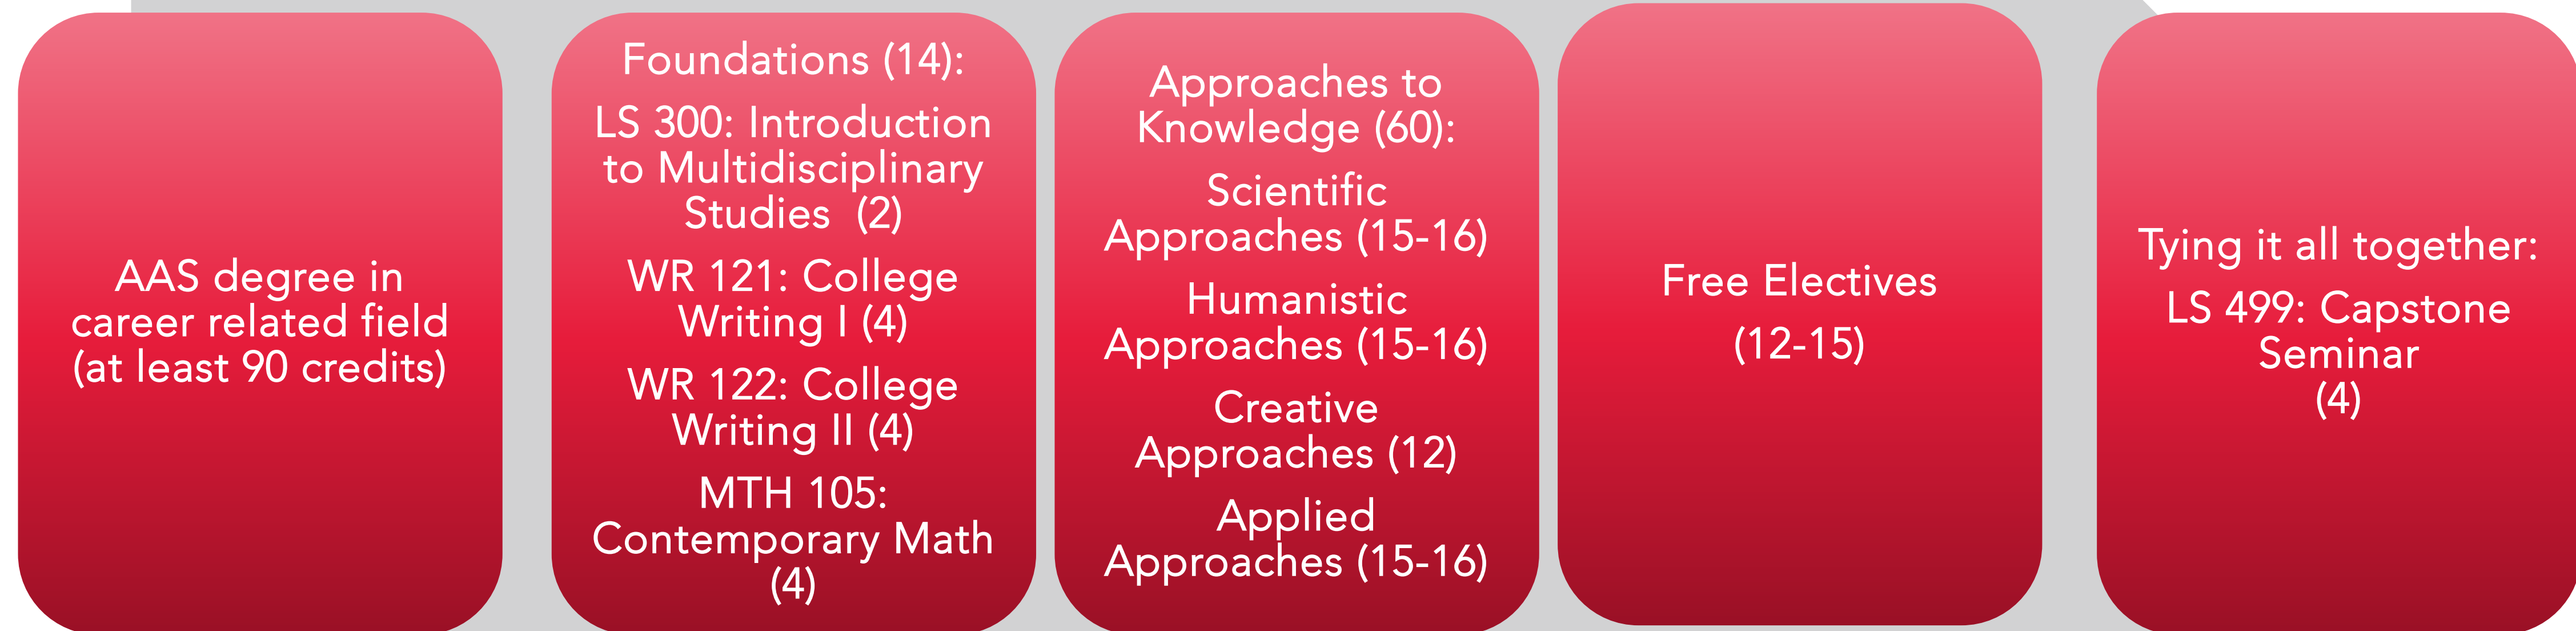 AAS degree in
career related field
(at least 90 credits)
Foundations (14):
LS 300: Introduction
to Multidisciplinary
Studies  (2)
WR 121: College
Writing I (4)
WR 122: College
Writing II (4)
MTH 105:
Contemporary Math
(4)
Approaches to
Knowledge (60):
Scientific
Approaches (15-16)
Humanistic
Approaches (15-16)
Creative
Approaches (12)
Applied
Approaches (15-16)
Free Electives
(12-15)
Tying it all together:
LS 499: Capstone
Seminar
(4)